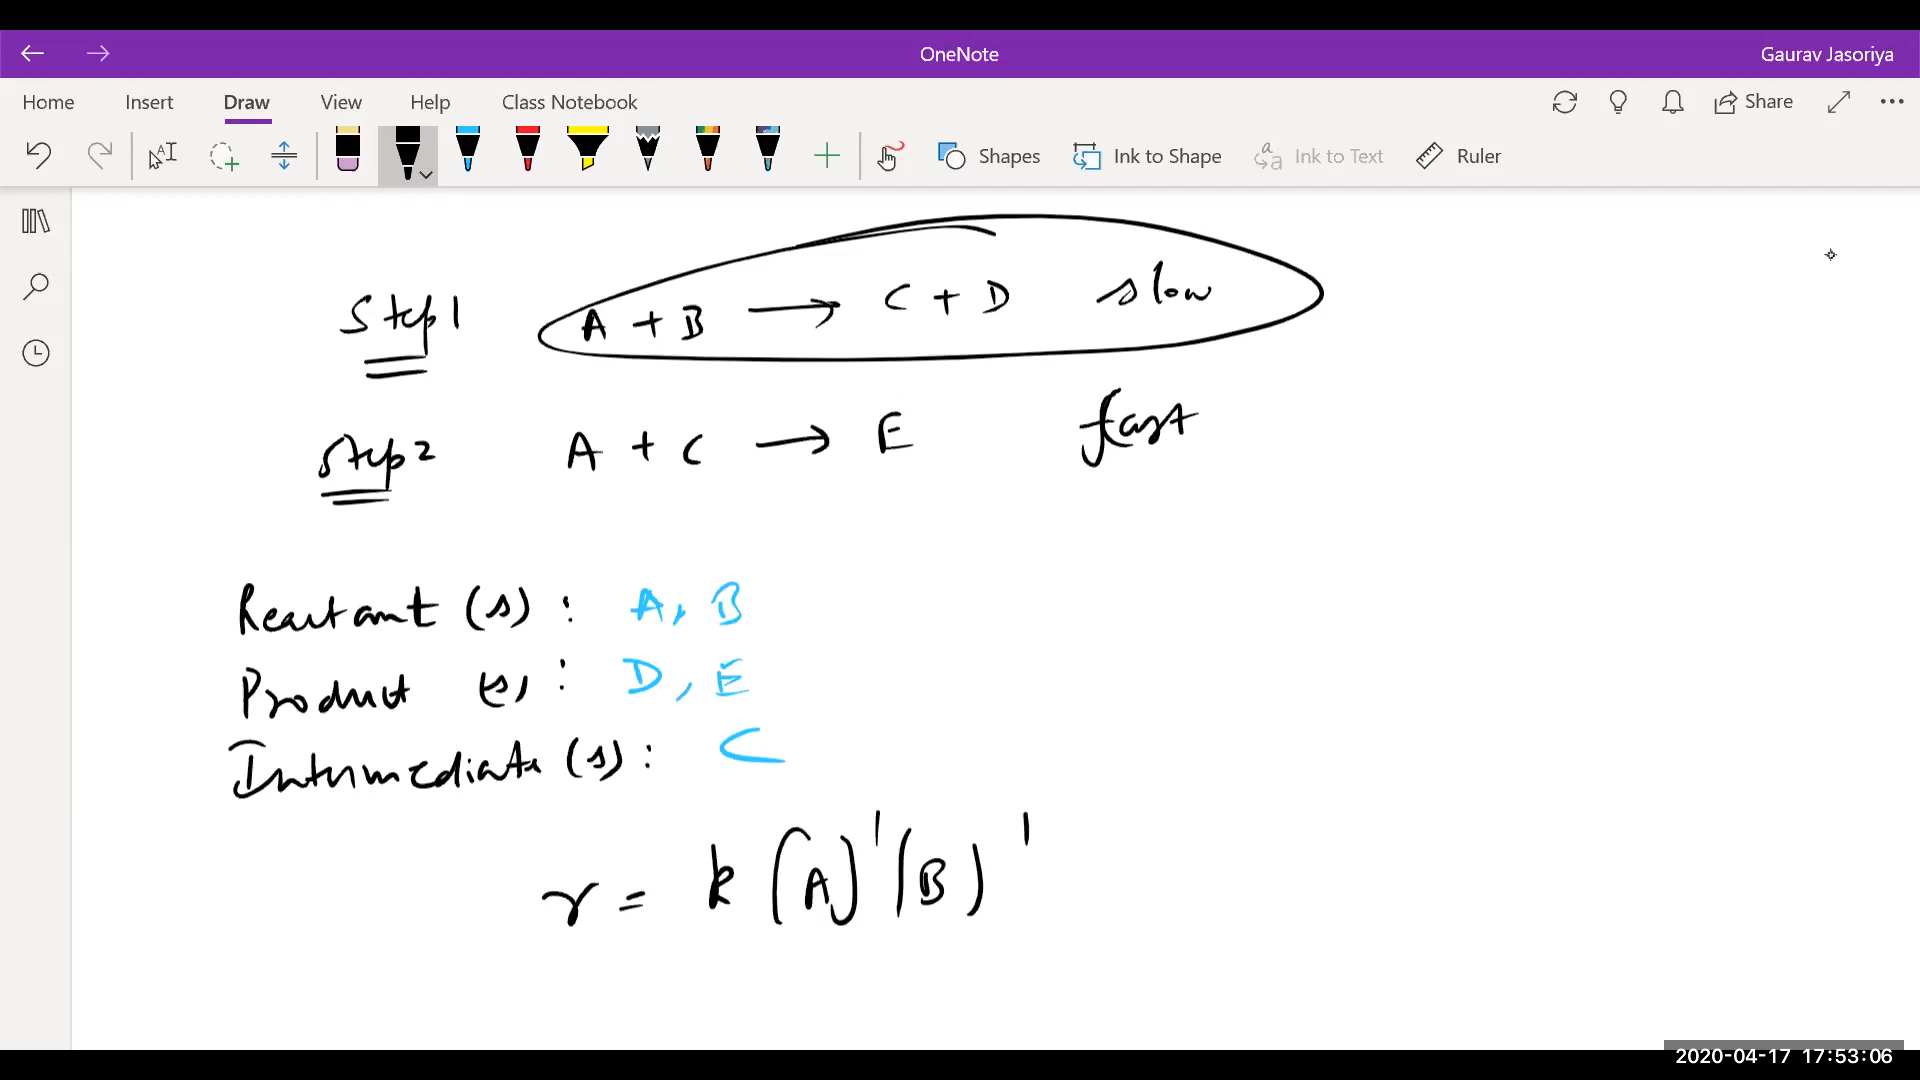 OneNote
Gaurav Jasoriya
Home Insert Draw View Help Class Notebook
Share
Shapes Ink to Shape Ink to Text Ruler
Step 1 A + B → C + D slow
Step 2 A + C → E fast
Reactant (s) : A, B
Product (s) : D, E
Intermediate (s) : C
r = k (A)¹ (B)¹
2020-04-17 17:53:06